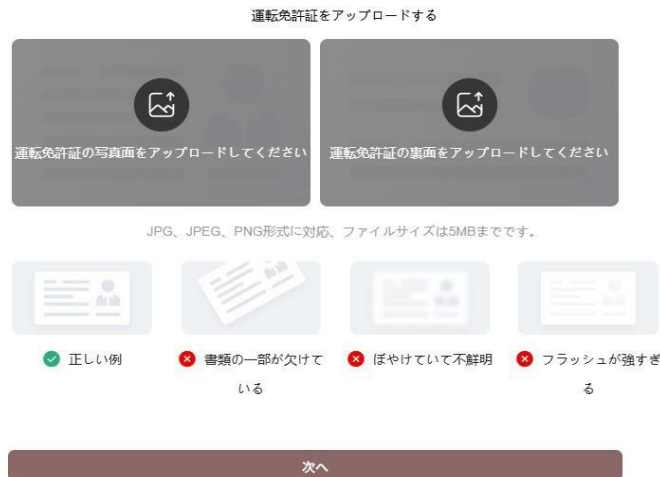 運転免許証をアップロードする
運転免許証の写真面をアップロードしてください
運転免許証の裏面をアップロードしてください
JPG、JPEG、PNG形式に対応、ファイルサイズは5MBまでです。
正しい例
書類の一部が欠けて
いる
ぼやけていて不鮮明
フラッシュが強すぎ
る
次へ